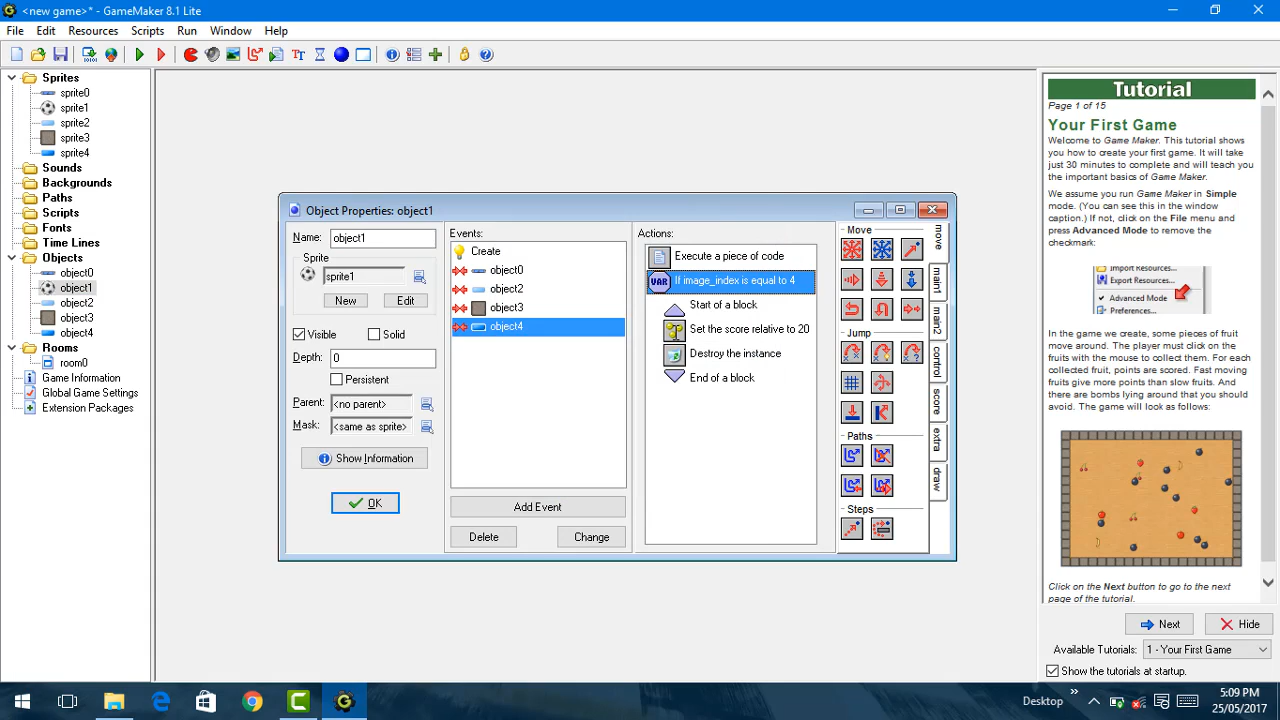 <new game>* - GameMaker 8.1 Lite
File Edit Resources Scripts Run Window Help
Sprites
sprite0
sprite1
sprite2
sprite3
sprite4
Sounds
Backgrounds
Paths
Scripts
Fonts
Time Lines
Objects
object0
object1
object2
object3
object4
Rooms
room0
Game Information
Global Game Settings
Extension Packages
Object Properties: object1
Name: object1
Sprite
sprite1
New Edit
Visible Solid
Depth: 0
Persistent
Parent: <no parent>
Mask: <same as sprite>
Show Information
OK
Events:
Create
object0
object2
object3
object4
Add Event
Delete Change
Actions:
Execute a piece of code
VAR If image_index is equal to 4
Start of a block
Set the score relative to 20
Destroy the instance
End of a block
Move
Jump
Paths
Steps
move
main1
main2
control
score
extra
draw
Tutorial
Page 1 of 15
Your First Game
Welcome to Game Maker. This tutorial shows
you how to create your first game. It will take
just 30 minutes to complete and will teach you
the important basics of Game Maker.
We assume you run Game Maker in Simple
mode. (You can see this in the window
caption.) If not, click on the File menu and
press Advanced Mode to remove the
checkmark:
Import Resources...
Export Resources...
Advanced Mode
Preferences...
In the game we create, some pieces of fruit
move around. The player must click on the
fruits with the mouse to collect them. For each
collected fruit, points are scored. Fast moving
fruits give more points than slow fruits. And
there are bombs lying around that you should
avoid. The game will look as follows:
Click on the Next button to go to the next
page of the tutorial.
Next Hide
Available Tutorials: 1 - Your First Game
Show the tutorials at startup.
Desktop
5:09 PM
25/05/2017